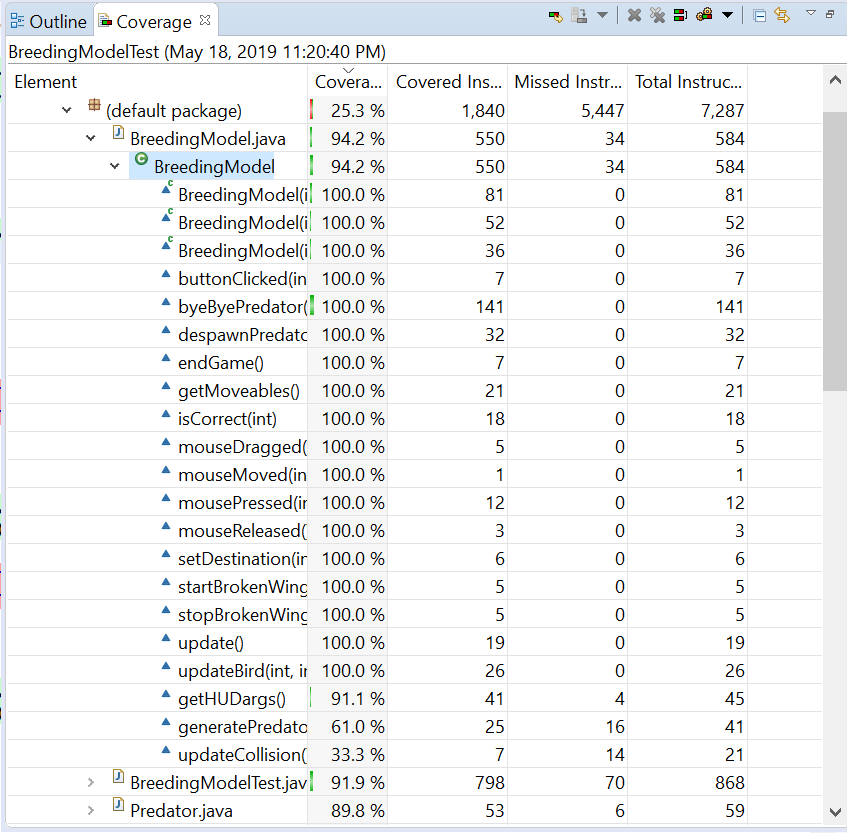 Outline Coverage
BreedingModelTest (May 18, 2019 11:20:40 PM)
Element Covera... Covered Ins... Missed Instr... Total Instruc...
(default package) 25.3 % 1,840 5,447 7,287
BreedingModel.java 94.2 % 550 34 584
BreedingModel 94.2 % 550 34 584
BreedingModel(i 100.0 % 81 0 81
BreedingModel(i 100.0 % 52 0 52
BreedingModel(i 100.0 % 36 0 36
buttonClicked(in 100.0 % 7 0 7
byeByePredator( 100.0 % 141 0 141
despawnPredato 100.0 % 32 0 32
endGame() 100.0 % 7 0 7
getMoveables() 100.0 % 21 0 21
isCorrect(int) 100.0 % 18 0 18
mouseDragged( 100.0 % 5 0 5
mouseMoved(in 100.0 % 1 0 1
mousePressed(in 100.0 % 12 0 12
mouseReleased( 100.0 % 3 0 3
setDestination(in 100.0 % 6 0 6
startBrokenWing 100.0 % 5 0 5
stopBrokenWing 100.0 % 5 0 5
update() 100.0 % 19 0 19
updateBird(int, in 100.0 % 26 0 26
getHUDargs() 91.1 % 41 4 45
generatePredato 61.0 % 25 16 41
updateCollision( 33.3 % 7 14 21
BreedingModelTest.jav 91.9 % 798 70 868
Predator.java 89.8 % 53 6 59